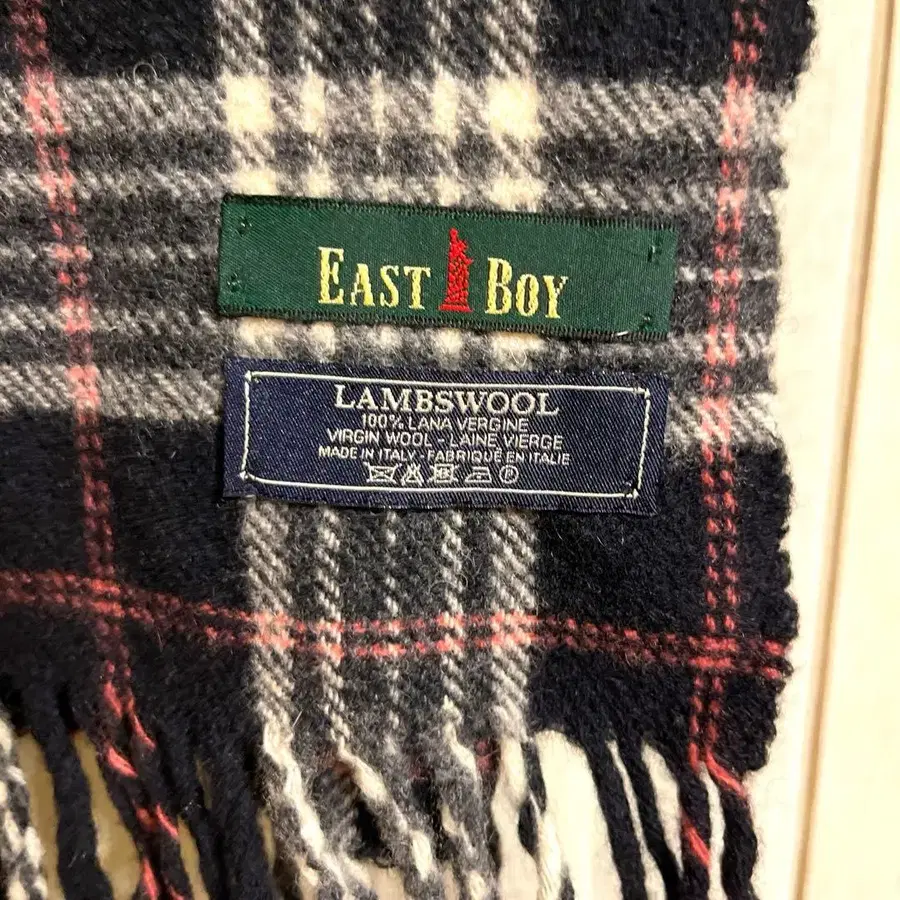 EAST BOY
LAMBSWOOL
100% LANA VERGINE
VIRGIN WOOL - LAINE VIERGE
MADE IN ITALY - FABRIQUÉ EN ITALIE